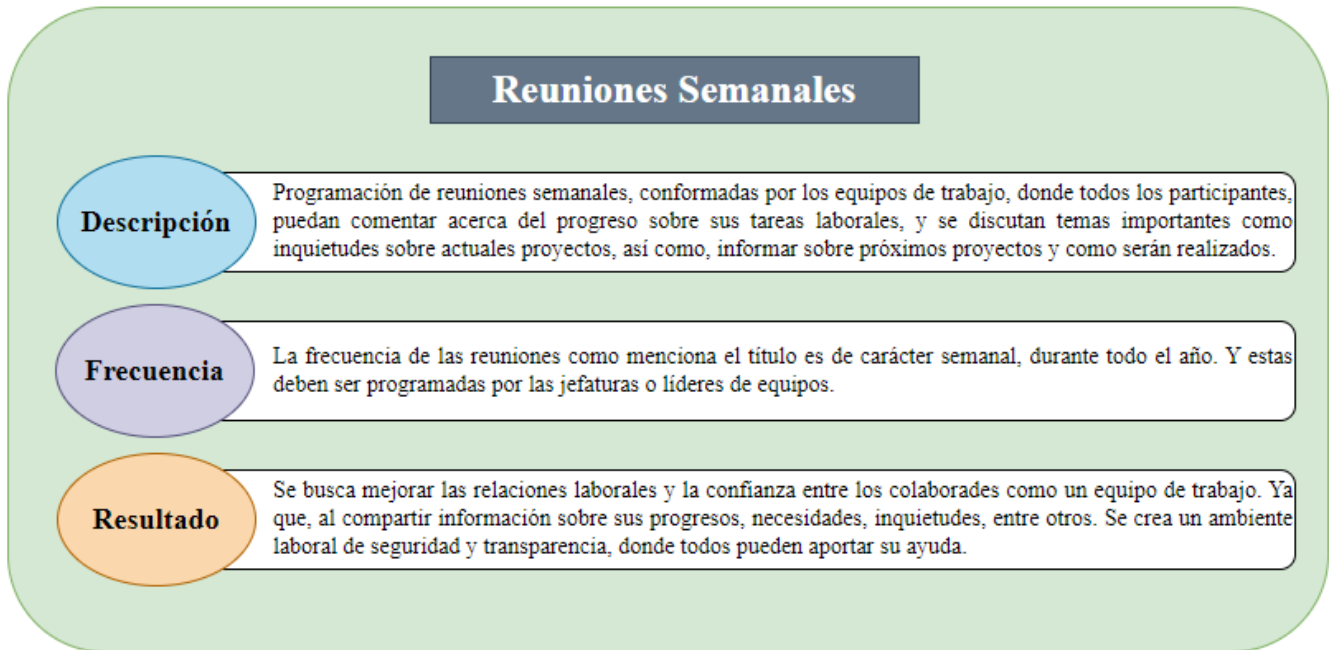 Reuniones Semanales
Descripción
Programación de reuniones semanales, conformadas por los equipos de trabajo, donde todos los participantes,
puedan comentar acerca del progreso sobre sus tareas laborales, y se discutan temas importantes como
inquietudes sobre actuales proyectos, así como, informar sobre próximos proyectos y como serán realizados.
Frecuencia
La frecuencia de las reuniones como menciona el título es de carácter semanal, durante todo el año. Y estas
deben ser programadas por las jefaturas o líderes de equipos.
Resultado
Se busca mejorar las relaciones laborales y la confianza entre los colaborades como un equipo de trabajo. Ya
que, al compartir información sobre sus progresos, necesidades, inquietudes, entre otros. Se crea un ambiente
laboral de seguridad y transparencia, donde todos pueden aportar su ayuda.